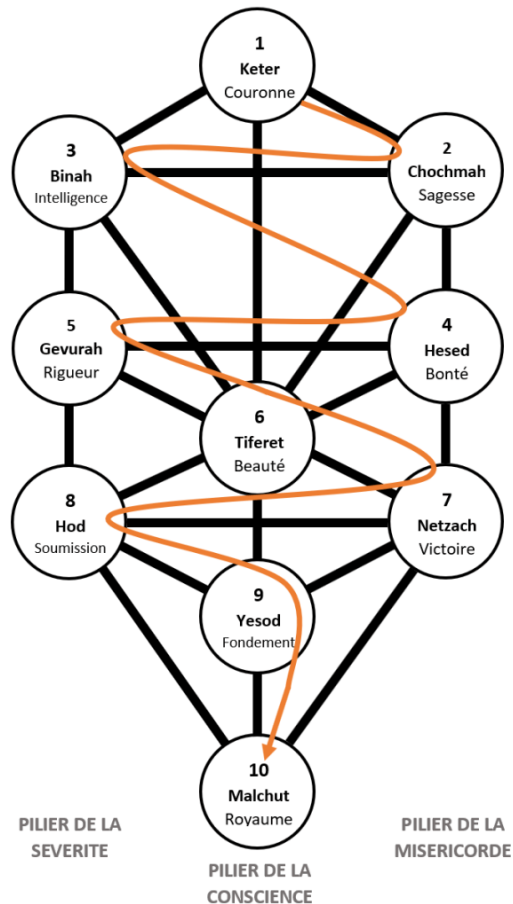 1
Keter
Couronne
2
Chochmah
Sagesse
3
Binah
Intelligence
4
Hesed
Bonté
5
Gevurah
Rigueur
6
Tiferet
Beauté
7
Netzach
Victoire
8
Hod
Soumission
9
Yesod
Fondement
10
Malchut
Royaume
PILIER DE LA
SEVERITE
PILIER DE LA
CONSCIENCE
PILIER DE LA
MISERICORDE